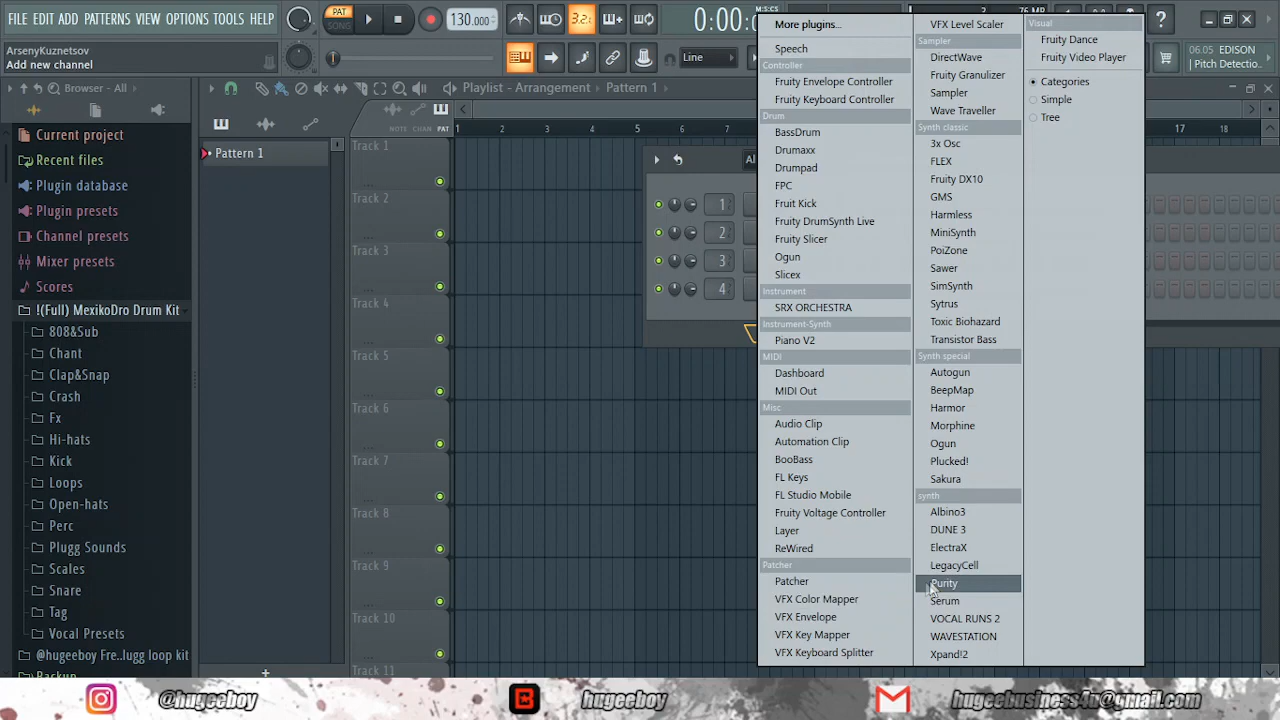 FILE EDIT ADD PATTERNS VIEW OPTIONS TOOLS HELP
PAT
SONG
130.000
3.2
0:00:
M:S:CS
ArsenyKuznetsov
Add new channel
Line
06.05 EDISON
| Pitch Detectio..
Browser - All
Playlist - Arrangement
Pattern 1
Current project
Recent files
Plugin database
Plugin presets
Channel presets
Mixer presets
Scores
!(Full) MexikoDro Drum Kit
808&Sub
Chant
Clap&Snap
Crash
Fx
Hi-hats
Kick
Loops
Open-hats
Perc
Plugg Sounds
Scales
Snare
Tag
Vocal Presets
@hugeeboy Fre..lugg loop kit
Backup
Pattern 1
NOTE CHAN PAT
1 2 3 4 5 6 7 17 18
Track 1
Track 2
Track 3
Track 4
Track 5
Track 6
Track 7
Track 8
Track 9
Track 10
Track 11
1
2
3
4
More plugins...
Speech
Controller
Fruity Envelope Controller
Fruity Keyboard Controller
Drum
BassDrum
Drumaxx
Drumpad
FPC
Fruit Kick
Fruity DrumSynth Live
Fruity Slicer
Ogun
Slicex
Instrument
SRX ORCHESTRA
Instrument-Synth
Piano V2
MIDI
Dashboard
MIDI Out
Misc
Audio Clip
Automation Clip
BooBass
FL Keys
FL Studio Mobile
Fruity Voltage Controller
Layer
ReWired
Patcher
Patcher
VFX Color Mapper
VFX Envelope
VFX Key Mapper
VFX Keyboard Splitter
VFX Level Scaler
Sampler
DirectWave
Fruity Granulizer
Sampler
Wave Traveller
Synth classic
3x Osc
FLEX
Fruity DX10
GMS
Harmless
MiniSynth
PoiZone
Sawer
SimSynth
Sytrus
Toxic Biohazard
Transistor Bass
Synth special
Autogun
BeepMap
Harmor
Morphine
Ogun
Plucked!
Sakura
synth
Albino3
DUNE 3
ElectraX
LegacyCell
Purity
Serum
VOCAL RUNS 2
WAVESTATION
Xpand!2
Visual
Fruity Dance
Fruity Video Player
Categories
Simple
Tree
@hugeeboy
hugeeboy
hugeebusiness4u@gmail.com